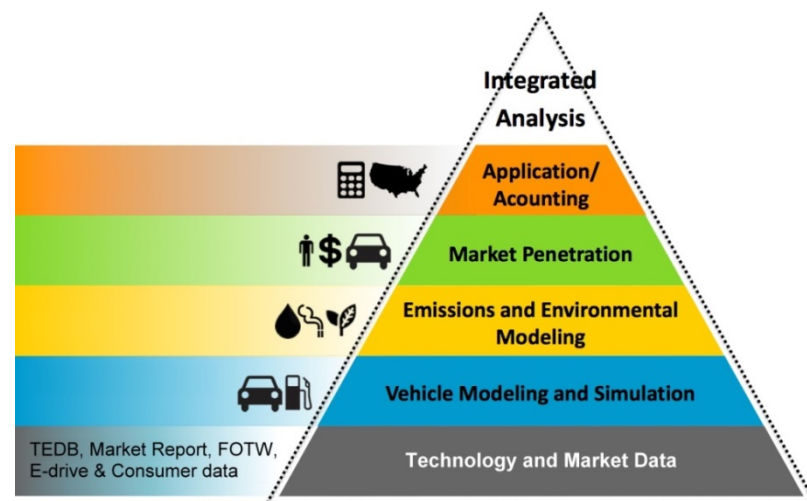 Integrated
Analysis
Application/
Acounting
$
Market Penetration
Emissions and Environmental
Modeling
Vehicle Modeling and Simulation
TEDB, Market Report, FOTW,
E-drive & Consumer data
Technology and Market Data